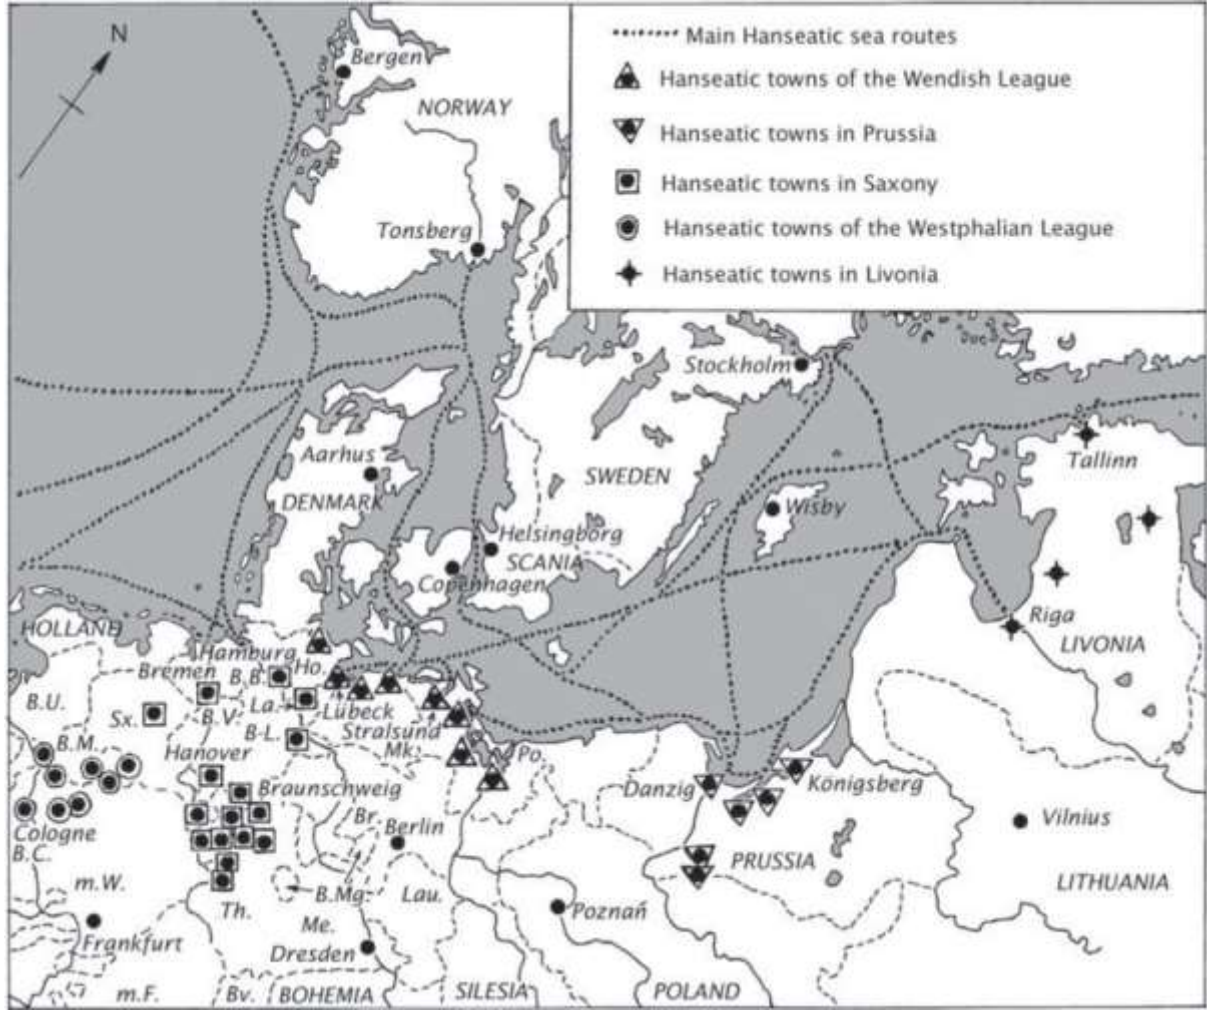 N
Bergen
NORWAY
Tonsberg
Main Hanseatic sea routes
Hanseatic towns of the Wendish League
Hanseatic towns in Prussia
Hanseatic towns in Saxony
Hanseatic towns of the Westphalian League
Hanseatic towns in Livonia
Stockholm
Aarhus
DENMARK
SWEDEN
Wisby
Tallinn
Helsingborg
SCANIA
Copenhagen
Riga
LIVONIA
HOLLAND
Hamburg
Ho.
Bremen
B.B.
B.U.
Sx.
B.V.
La.
Lübeck
B-L.
Stralsund
Mk.
Po.
B.M.
Hanover
Braunschweig
Danzig
Königsberg
Cologne
B.C.
Br.
Berlin
Vilnius
PRUSSIA
LITHUANIA
m.W.
B.Mg.
Lau.
Th.
Me.
Poznań
Frankfurt
Dresden
m.F.
Bv.
BOHEMIA
SILESIA
POLAND